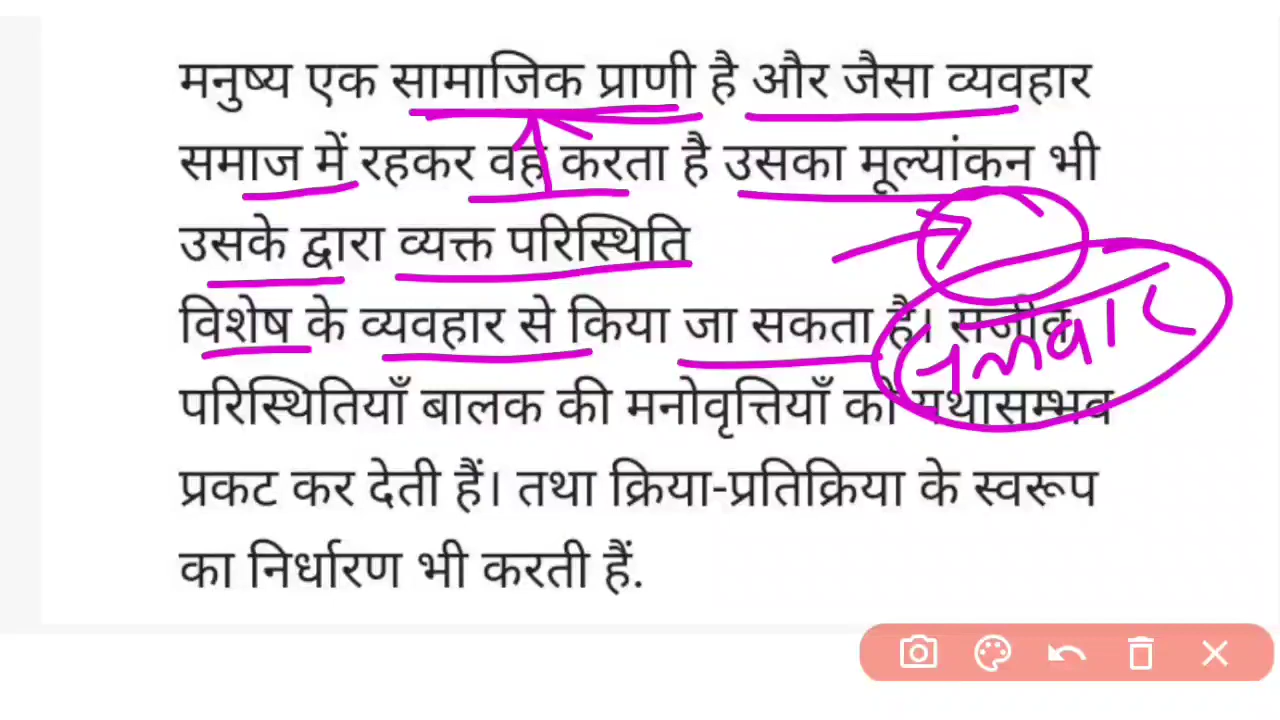 मनुष्य एक सामाजिक प्राणी है और जैसा व्यवहार
समाज में रहकर वह करता है उसका मूल्यांकन भी
उसके द्वारा व्यक्त परिस्थिति
विशेष के व्यवहार से किया जा सकता है। सजीव
परिस्थितियाँ बालक की मनोवृत्तियाँ को यथासम्भव
प्रकट कर देती हैं। तथा क्रिया-प्रतिक्रिया के स्वरूप
का निर्धारण भी करती हैं.